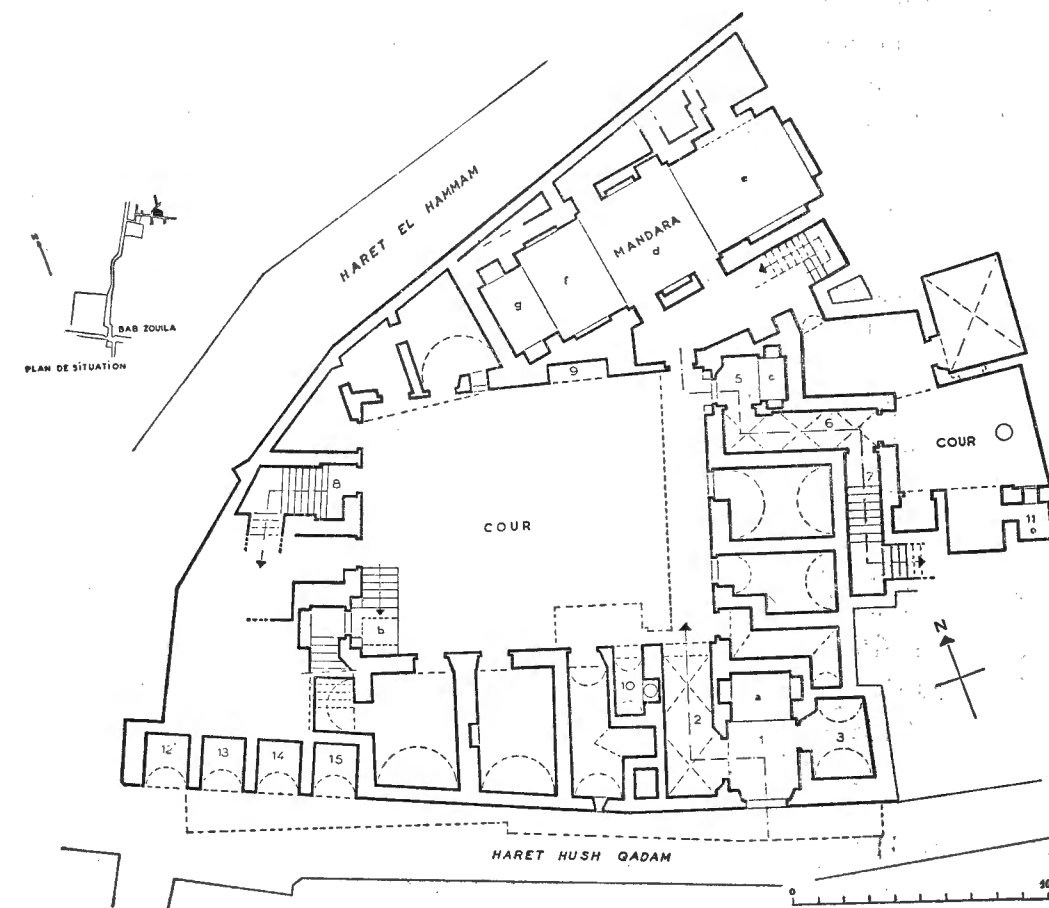 HARET EL HAMMAM
e
MANDARA
d
f
g
N
BAB ZOUILA
PLAN DE SITUATION
9
5
c
6
COUR
7
8
COUR
11
b
N
10
a
2
1
3
12
13
14
15
HARET HUSH QADAM
0
10